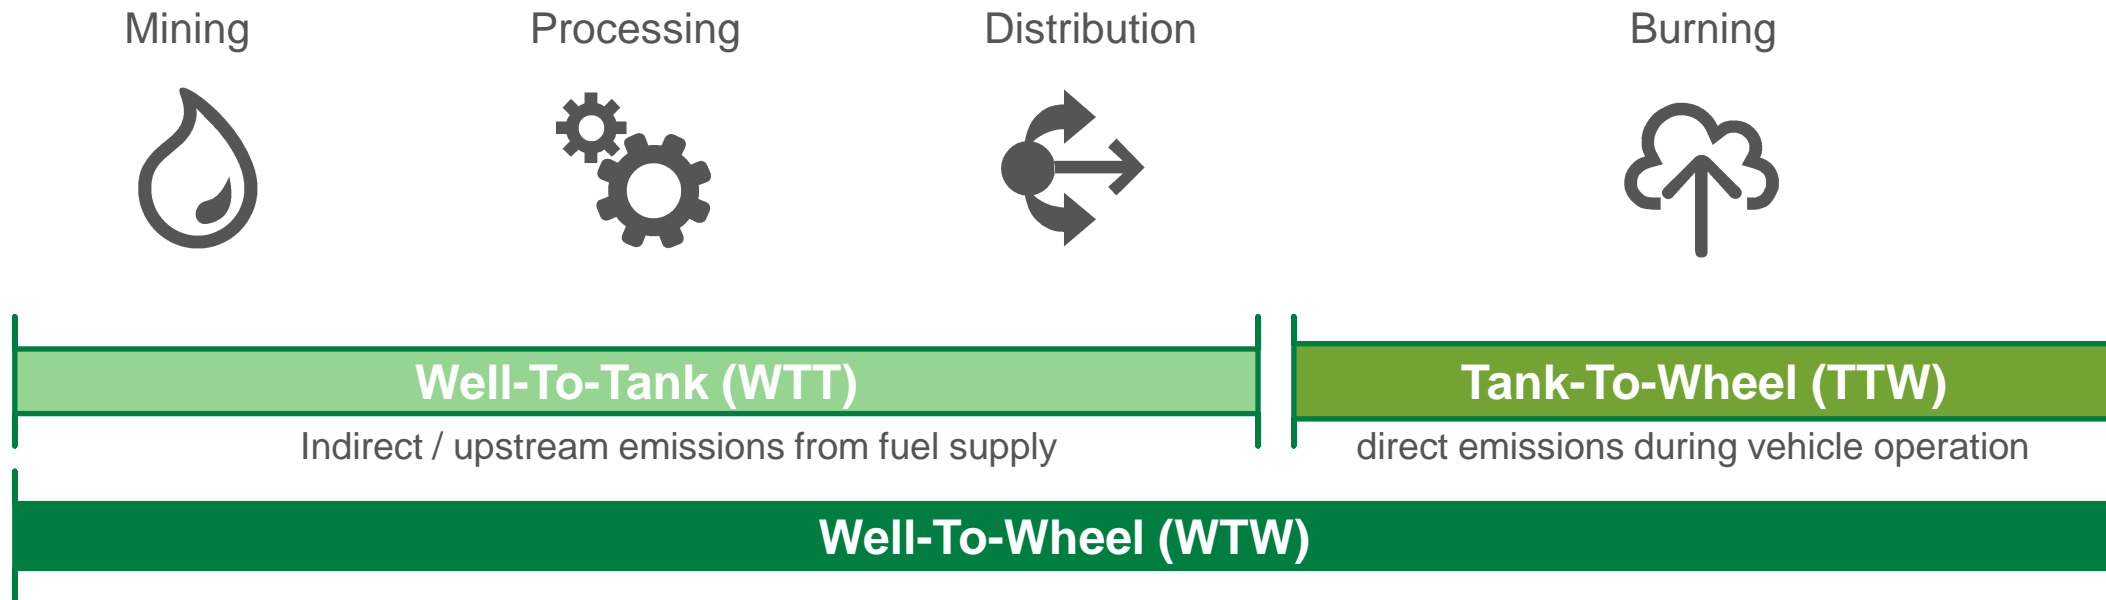 Mining
Processing
Distribution
Burning
Well-To-Tank (WTT)
Tank-To-Wheel (TTW)
Indirect / upstream emissions from fuel supply
direct emissions during vehicle operation
Well-To-Wheel (WTW)